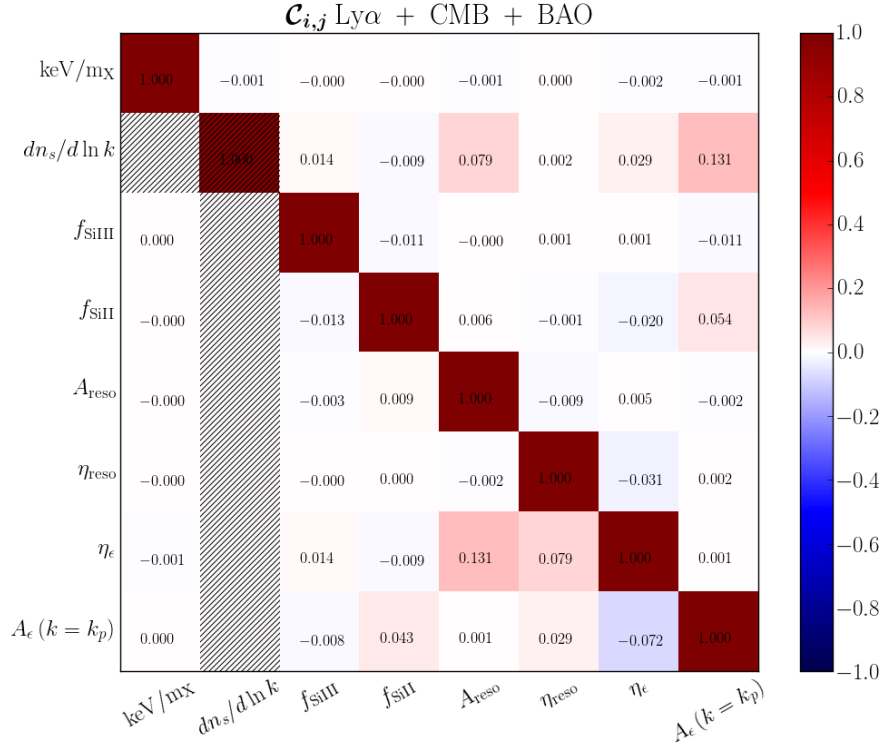 𝓒i,j Lyα + CMB + BAO
keV/mX 1.000 −0.001 −0.000 −0.000 −0.001 0.000 −0.002 −0.001
dns/d ln k 1.000 0.014 −0.009 0.079 0.002 0.029 0.131
fSiIII 0.000 1.000 −0.011 −0.000 0.001 0.001 −0.011
fSiII −0.000 −0.013 1.000 0.006 −0.001 −0.020 0.054
Areso −0.000 −0.003 0.009 1.000 −0.009 0.005 −0.002
ηreso −0.000 −0.000 0.000 −0.002 1.000 −0.031 0.002
ηϵ −0.001 0.014 −0.009 0.131 0.079 1.000 0.001
Aϵ (k = kp) 0.000 −0.008 0.043 0.001 0.029 −0.072 1.000
keV/mX dns/d ln k fSiIII fSiII Areso ηreso ηϵ Aϵ (k = kp)
1.0
0.8
0.6
0.4
0.2
0.0
−0.2
−0.4
−0.6
−0.8
−1.0